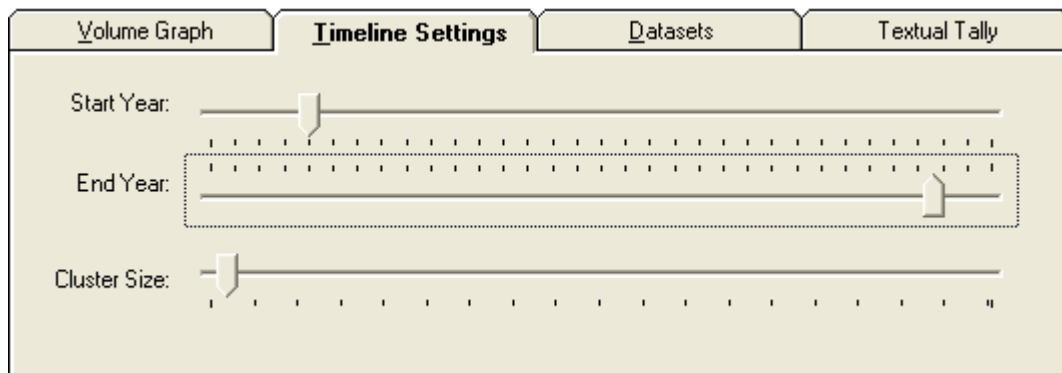 Volume Graph Timeline Settings Datasets Textual Tally
Start Year:
End Year:
Cluster Size: